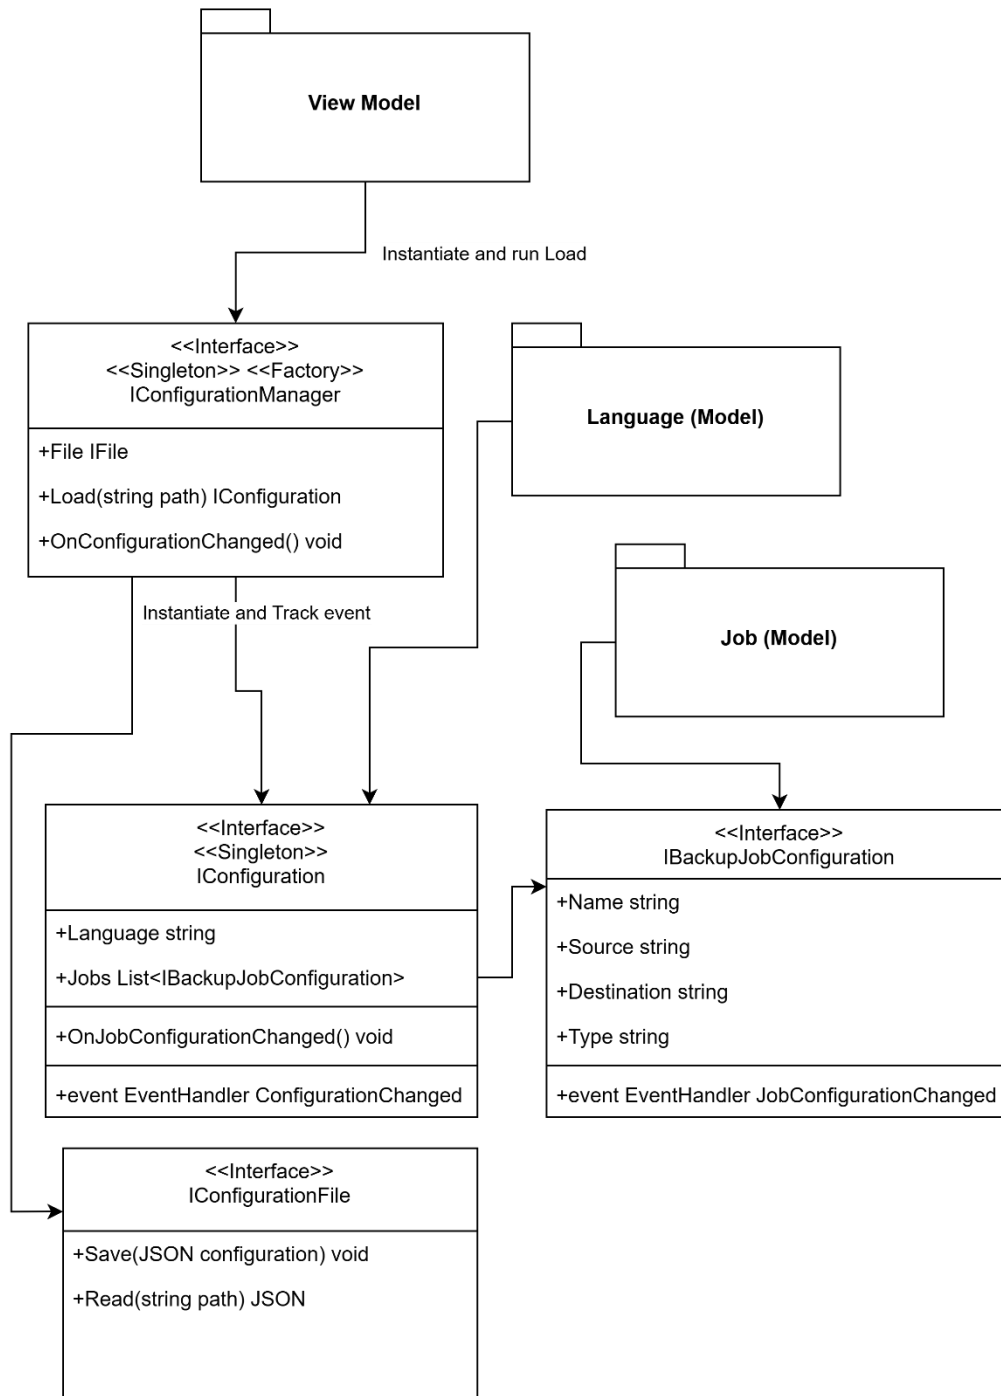 View Model
Instantiate and run Load
<<Interface>>
<<Singleton>> <<Factory>>
IConfigurationManager
+File IFile
+Load(string path) IConfiguration
+OnConfigurationChanged() void
Language (Model)
Job (Model)
Instantiate and Track event
<<Interface>>
<<Singleton>>
IConfiguration
+Language string
+Jobs List<IBackupJobConfiguration>
+OnJobConfigurationChanged() void
+event EventHandler ConfigurationChanged
<<Interface>>
IBackupJobConfiguration
+Name string
+Source string
+Destination string
+Type string
+event EventHandler JobConfigurationChanged
<<Interface>>
IConfigurationFile
+Save(JSON configuration) void
+Read(string path) JSON